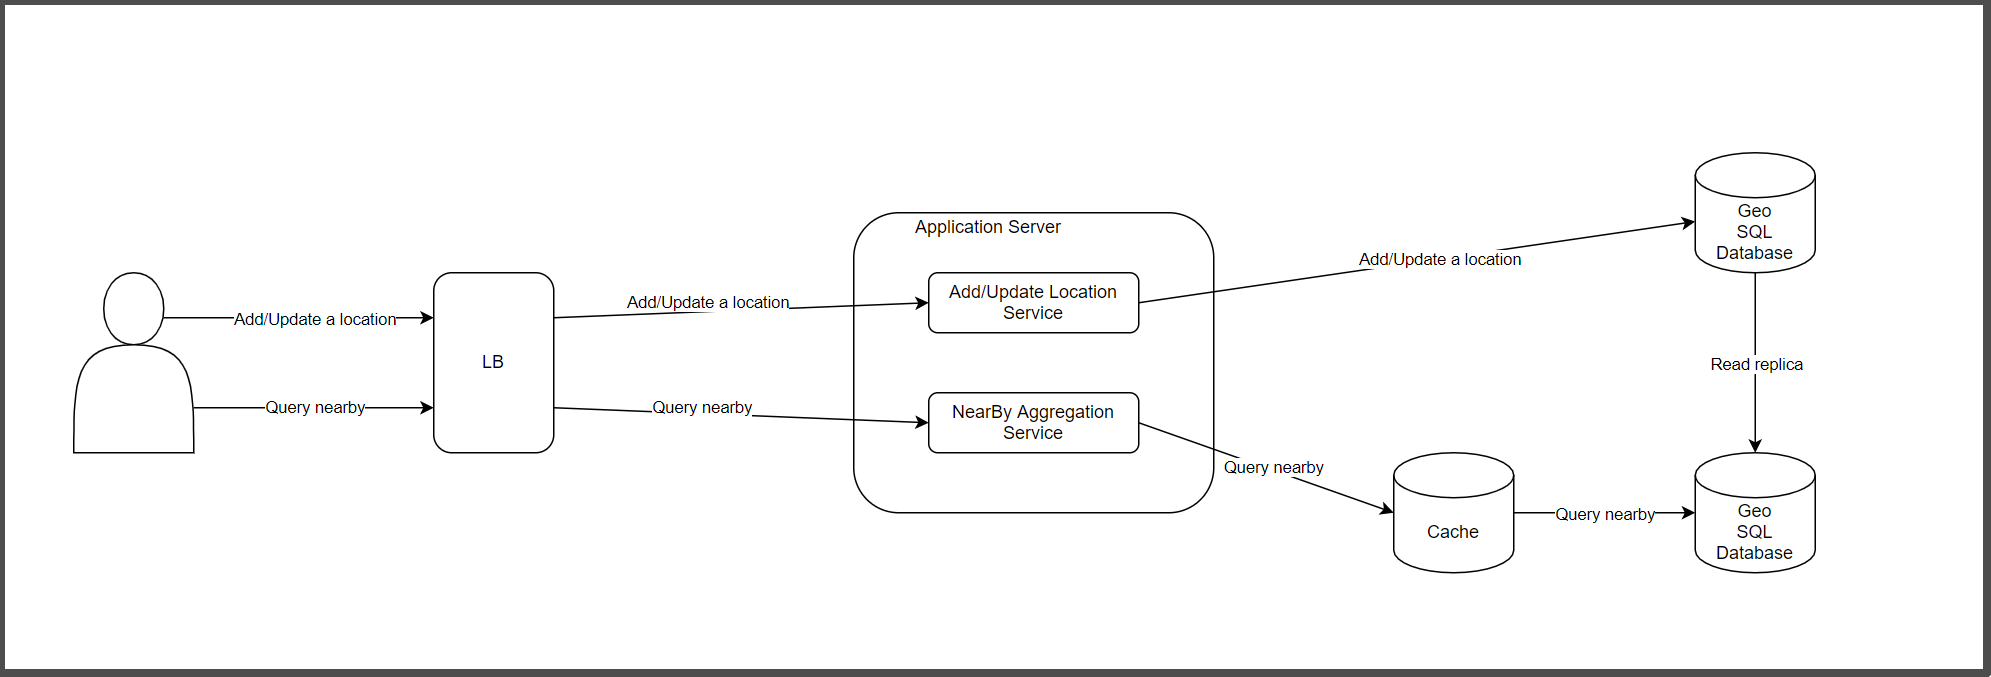 Application Server
Add/Update a location
Query nearby
LB
Add/Update a location
Query nearby
Add/Update Location
Service
NearBy Aggregation
Service
Add/Update a location
Query nearby
Cache
Query nearby
Geo
SQL
Database
Read replica
Geo
SQL
Database